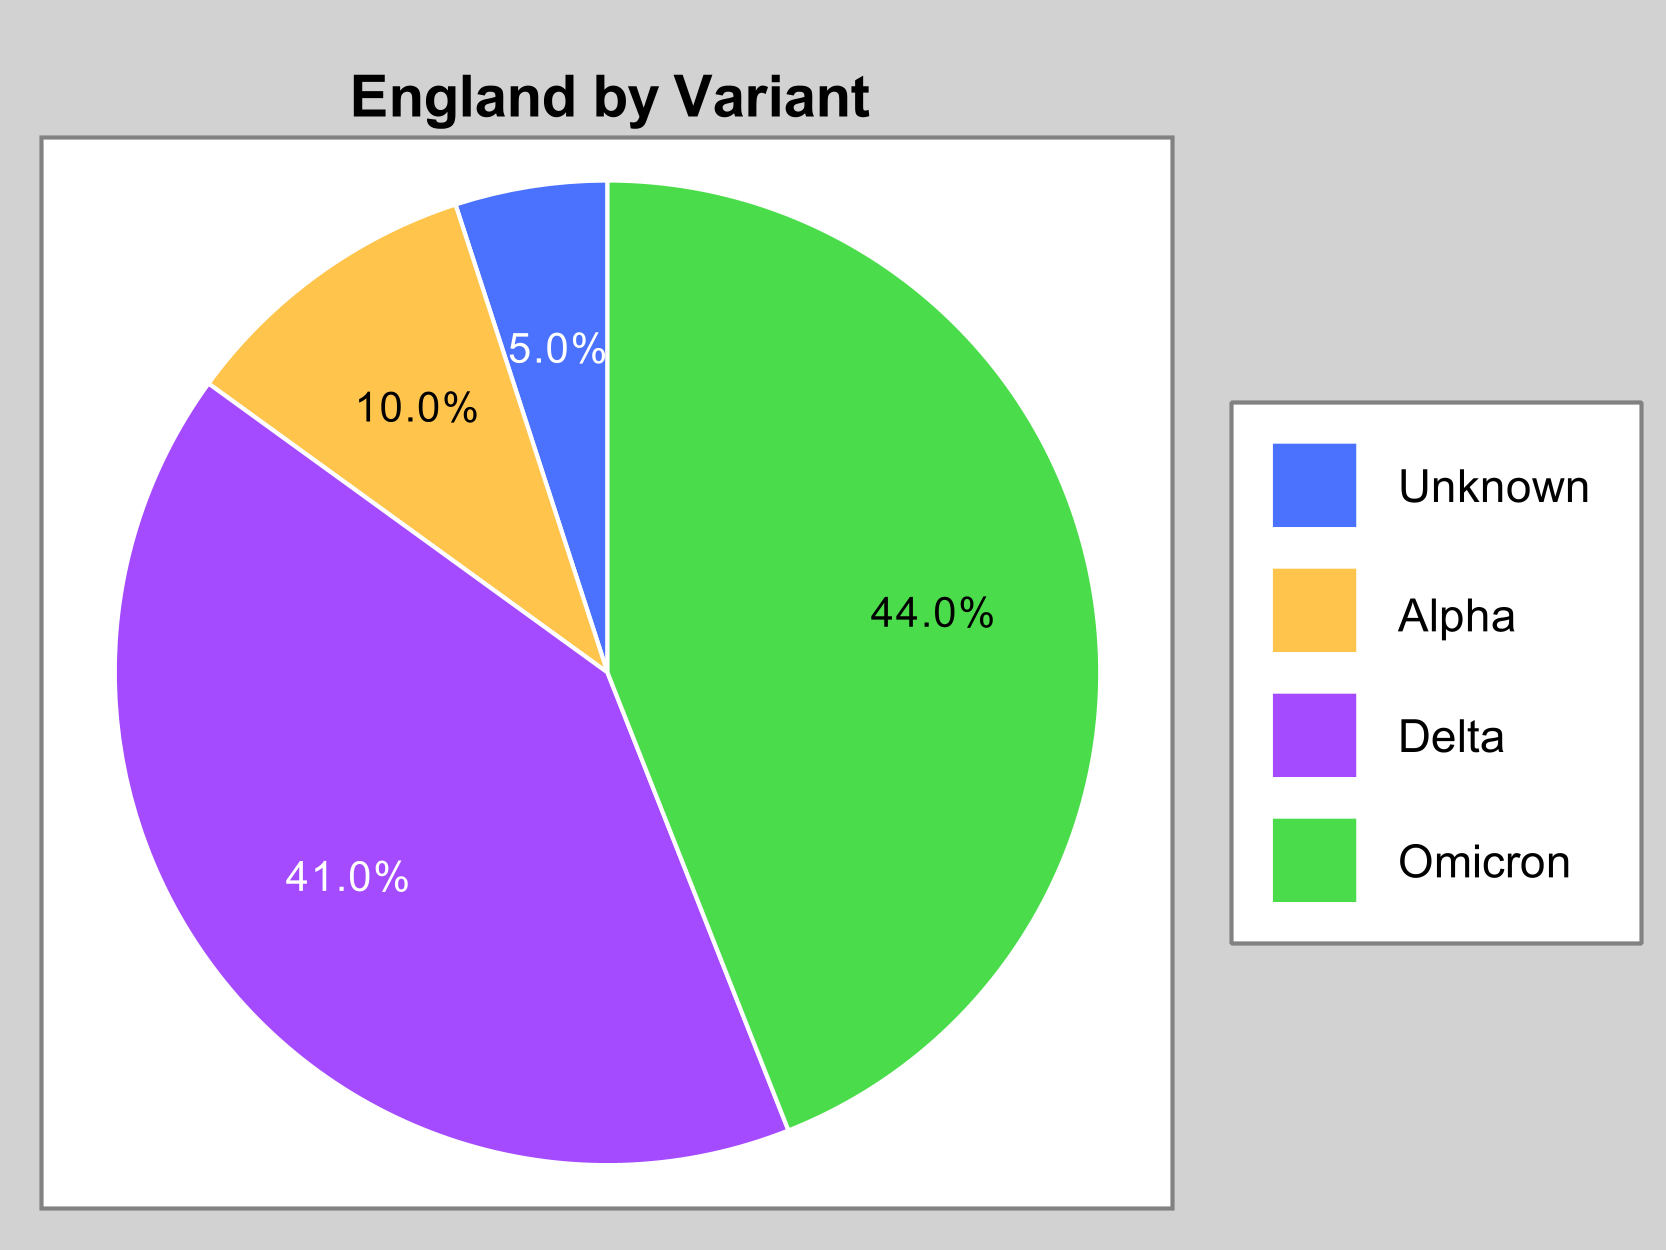 England by Variant
5.0%
10.0%
44.0%
41.0%
Unknown
Alpha
Delta
Omicron